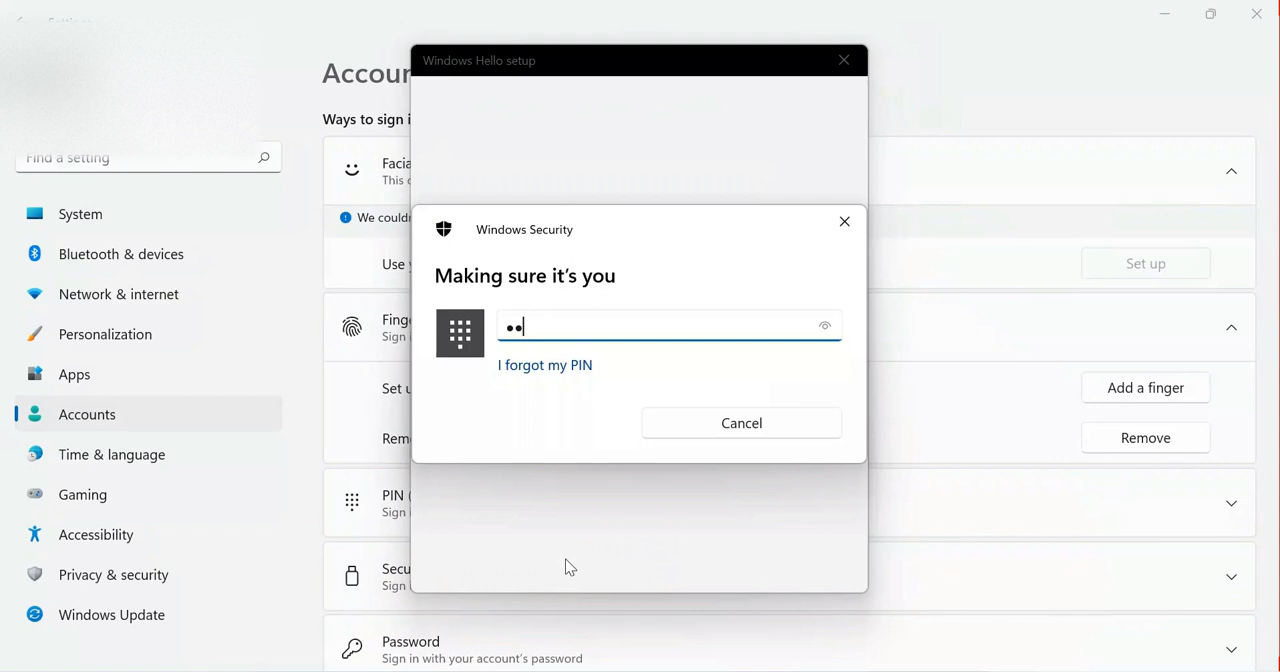 Windows Hello setup
Accour
Ways to sign i
Find a setting
Facia
This c
We couldr
Use y
Set up
System
Bluetooth & devices
Network & internet
Personalization
Apps
Accounts
Time & language
Gaming
Accessibility
Privacy & security
Windows Update
Windows Security
Making sure it's you
I forgot my PIN
Cancel
Finge
Sign i
Set u
Add a finger
Rem
Remove
PIN (
Sign i
Secu
Sign i
Password
Sign in with your account's password